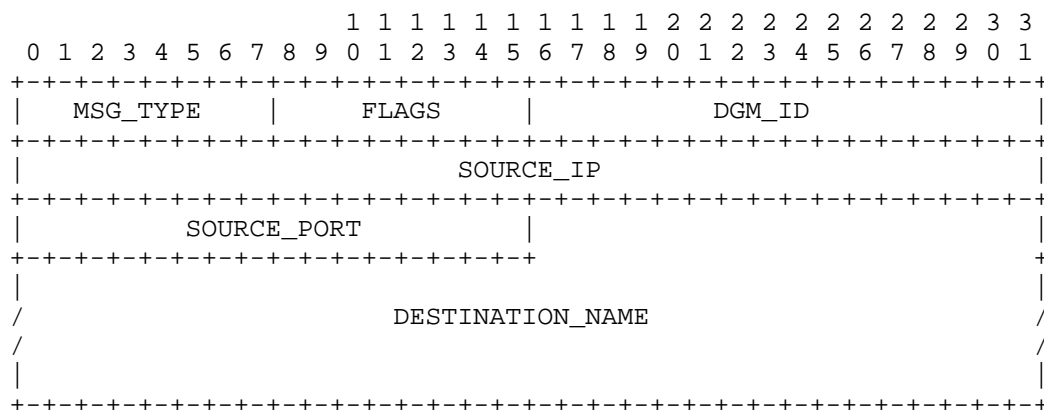 1 1 1 1 1 1 1 1 1 1 2 2 2 2 2 2 2 2 2 2 3 3
 0 1 2 3 4 5 6 7 8 9 0 1 2 3 4 5 6 7 8 9 0 1 2 3 4 5 6 7 8 9 0 1
+-+-+-+-+-+-+-+-+-+-+-+-+-+-+-+-+-+-+-+-+-+-+-+-+-+-+-+-+-+-+-+-+
|   MSG_TYPE    |     FLAGS     |           DGM_ID              |
+-+-+-+-+-+-+-+-+-+-+-+-+-+-+-+-+-+-+-+-+-+-+-+-+-+-+-+-+-+-+-+-+
|                           SOURCE_IP                           |
+-+-+-+-+-+-+-+-+-+-+-+-+-+-+-+-+-+-+-+-+-+-+-+-+-+-+-+-+-+-+-+-+
|          SOURCE_PORT          |                               |
+-+-+-+-+-+-+-+-+-+-+-+-+-+-+-+-+                               +
|                                                               |
/                       DESTINATION_NAME                        /
/                                                               /
|                                                               |
+-+-+-+-+-+-+-+-+-+-+-+-+-+-+-+-+-+-+-+-+-+-+-+-+-+-+-+-+-+-+-+-+